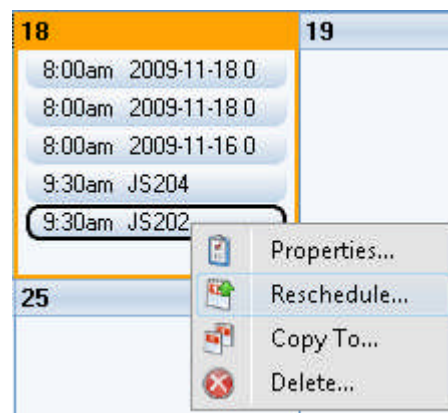 18 19
8:00am 2009-11-18 0
8:00am 2009-11-18 0
8:00am 2009-11-16 0
9:30am JS204
9:30am JS202
Properties...
25
Reschedule...
Copy To...
Delete...